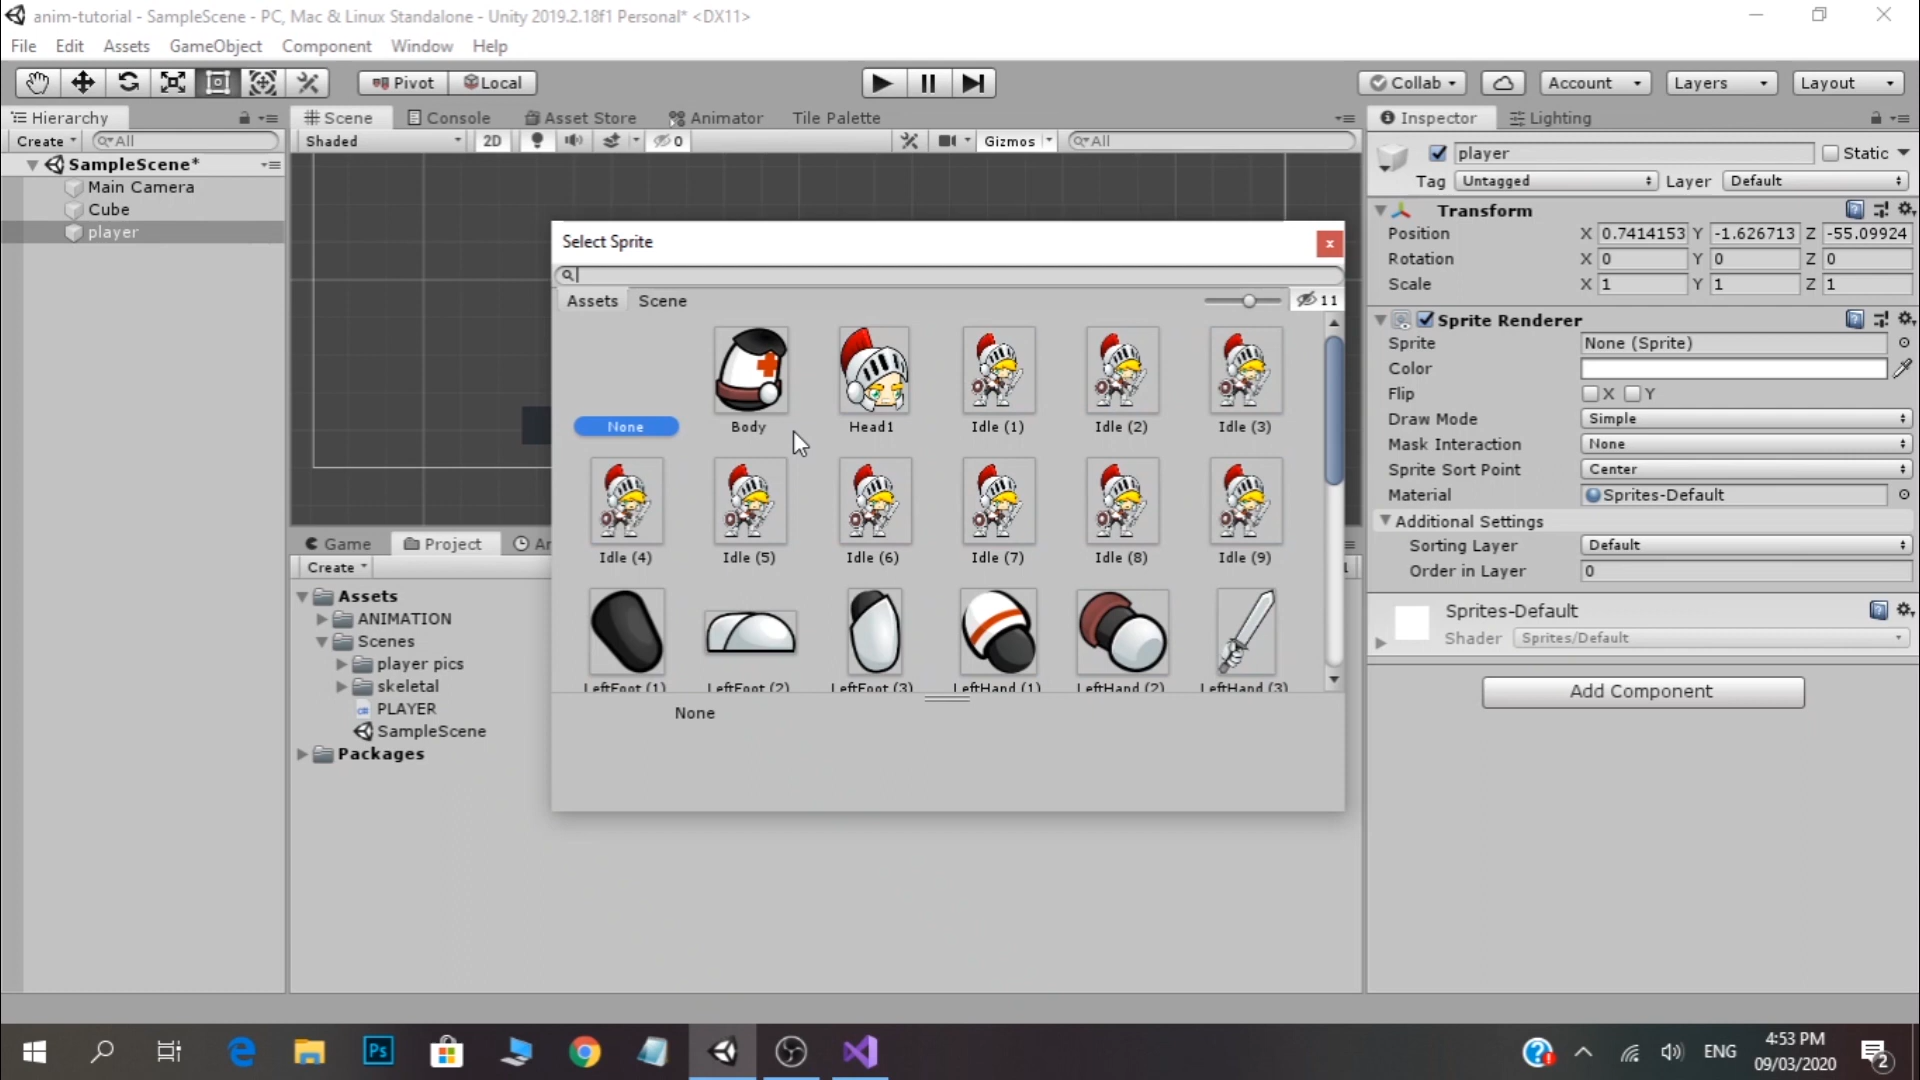 anim-tutorial - SampleScene - PC, Mac & Linux Standalone - Unity 2019.2.18f1 Personal* <DX11>
File Edit Assets GameObject Component Window Help
Pivot Local Collab Account Layers Layout
Hierarchy Scene Console Asset Store Animator Tile Palette Inspector Lighting
Create All Shaded 2D 0 Gizmos All
SampleScene*
Main Camera
Cube
player
player Static
Tag Untagged Layer Default
Transform
Position X 0.7414153 Y -1.626713 Z -55.09924
Rotation X 0 Y 0 Z 0
Scale X 1 Y 1 Z 1
Sprite Renderer
Sprite None (Sprite)
Color
Flip X Y
Draw Mode Simple
Mask Interaction None
Sprite Sort Point Center
Material Sprites-Default
Additional Settings
Sorting Layer Default
Order in Layer 0
Sprites-Default
Shader Sprites/Default
Add Component
Select Sprite
x
Assets Scene 11
None Body Head1 Idle (1) Idle (2) Idle (3)
Idle (4) Idle (5) Idle (6) Idle (7) Idle (8) Idle (9)
LeftFoot (1) LeftFoot (2) LeftFoot (3) LeftHand (1) LeftHand (2) LeftHand (3)
None
Game Project An
Create
Assets
ANIMATION
Scenes
player pics
skeletal
PLAYER
SampleScene
Packages
Ps
ENG
4:53 PM
09/03/2020
2